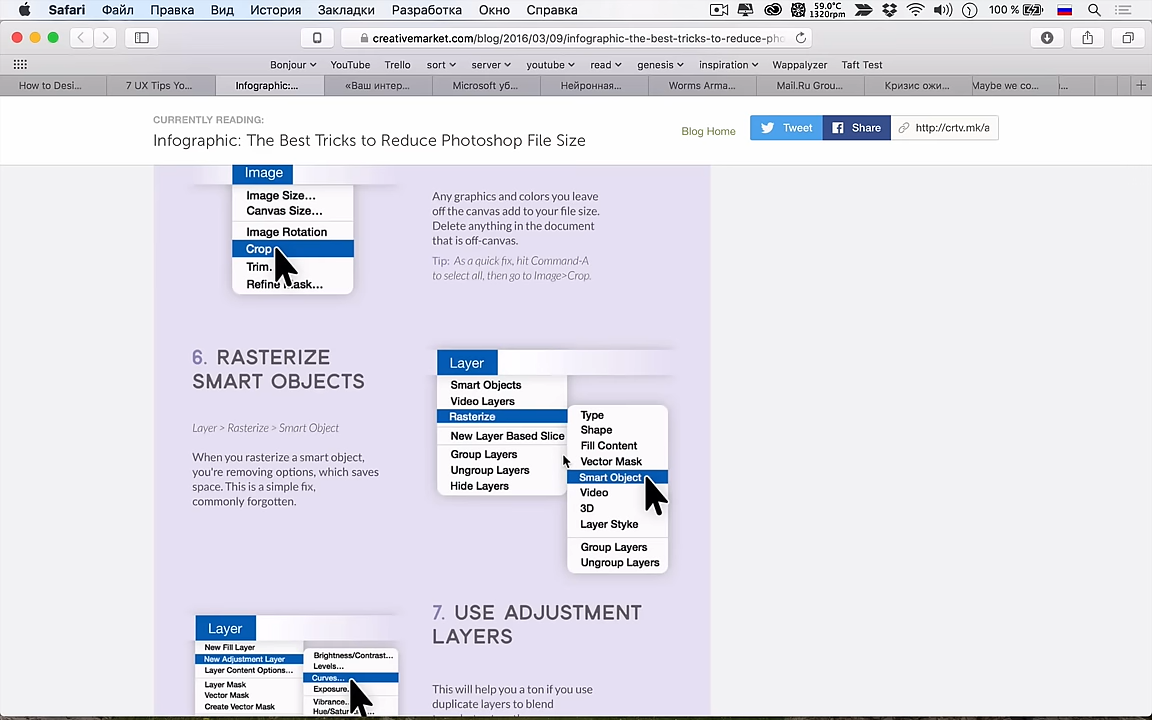 Safari Файл Правка Вид История Закладки Разработка Окно Справка 59.0°C 1320rpm 100 %
creativemarket.com/blog/2016/03/09/infographic-the-best-tricks-to-reduce-pho
Bonjour YouTube Trello sort server youtube read genesis inspiration Wappalyzer Taft Test
How to Desi... 7 UX Tips Yo... Infographic:... «Ваш интер... Microsoft уб... Нейронная... Worms Arma... Mail.Ru Grou... Кризис ожи... Maybe we co...
CURRENTLY READING:
Infographic: The Best Tricks to Reduce Photoshop File Size
Blog Home Tweet Share http://crtv.mk/a
Image
Image Size...
Canvas Size...
Image Rotation
Crop
Trim.
Refine Mask...
Any graphics and colors you leave
off the canvas add to your file size.
Delete anything in the document
that is off-canvas.
Tip: As a quick fix, hit Command-A
to select all, then go to Image>Crop.
6. RASTERIZE
SMART OBJECTS
Layer > Rasterize > Smart Object
When you rasterize a smart object,
you're removing options, which saves
space. This is a simple fix,
commonly forgotten.
Layer
Smart Objects
Video Layers
Rasterize
New Layer Based Slice
Group Layers
Ungroup Layers
Hide Layers
Type
Shape
Fill Content
Vector Mask
Smart Object
Video
3D
Layer Styke
Group Layers
Ungroup Layers
Layer
New Fill Layer
New Adjustment Layer
Layer Content Options...
Layer Mask
Vector Mask
Create Vector Mask
Brightness/Contrast...
Levels...
Curves...
Exposure.
Vibrance..
7. USE ADJUSTMENT
LAYERS
This will help you a ton if you use
duplicate layers to blend